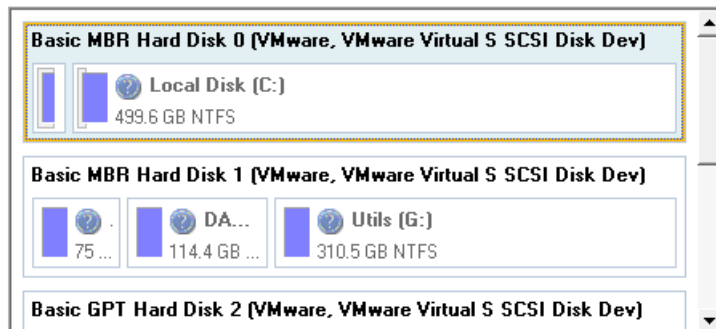 Basic MBR Hard Disk 0 (VMware, VMware Virtual S SCSI Disk Dev)
Local Disk (C:)
499.6 GB NTFS
Basic MBR Hard Disk 1 (VMware, VMware Virtual S SCSI Disk Dev)
. DA... Utils (G:)
75 ... 114.4 GB ... 310.5 GB NTFS
Basic GPT Hard Disk 2 (VMware, VMware Virtual S SCSI Disk Dev)